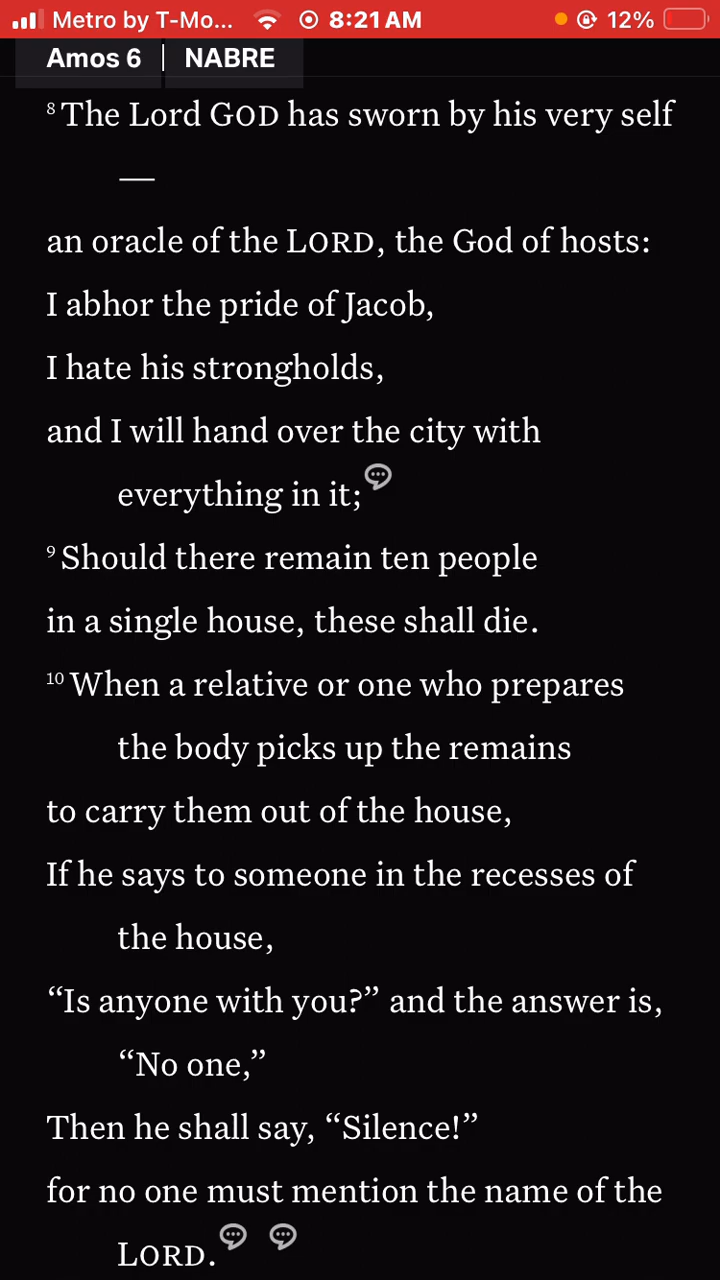 Metro by T-Mo... 8:21 AM 12%
Amos 6 | NABRE
8 The Lord GOD has sworn by his very self
—
an oracle of the LORD, the God of hosts:
I abhor the pride of Jacob,
I hate his strongholds,
and I will hand over the city with
everything in it;
9 Should there remain ten people
in a single house, these shall die.
10 When a relative or one who prepares
the body picks up the remains
to carry them out of the house,
If he says to someone in the recesses of
the house,
“Is anyone with you?” and the answer is,
“No one,”
Then he shall say, “Silence!”
for no one must mention the name of the
LORD.